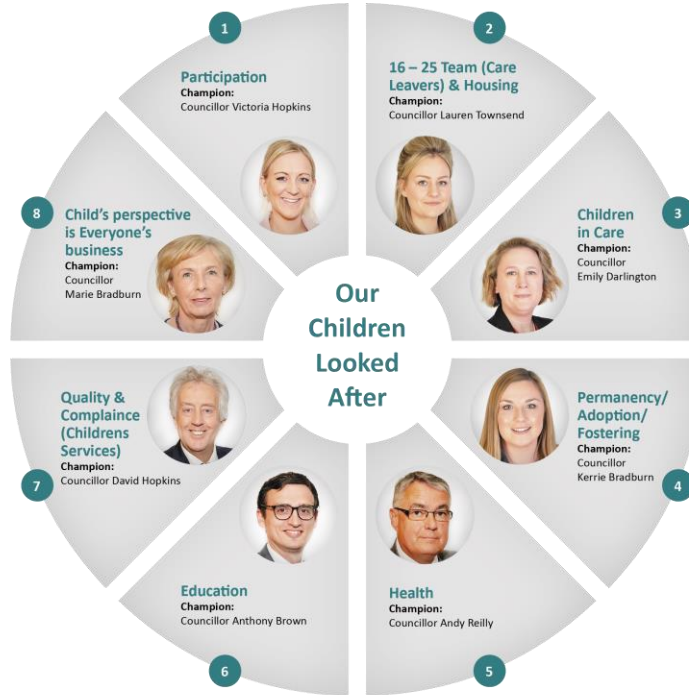 1
Participation
Champion:
Councillor Victoria Hopkins
2
16 – 25 Team (Care
Leavers) & Housing
Champion:
Councillor Lauren Townsend
3
Children
in Care
Champion:
Councillor
Emily Darlington
Permanency/
Adoption/
Fostering
Champion:
Councillor
Kerrie Bradburn
4
Health
Champion:
Councillor Andy Reilly
5
Education
Champion:
Councillor Anthony Brown
6
Quality &
Complaince
(Childrens
Services)
Champion:
Councillor David Hopkins
7
8
Child's perspective
is Everyone's
business
Champion:
Councillor
Marie Bradburn
Our
Children
Looked
After